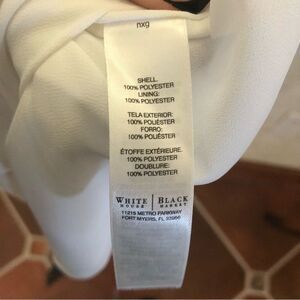 nxg
SHELL:
100% POLYESTER
LINING:
100% POLYESTER
TELA EXTERIOR:
100% POLIÉSTER
FORRO:
100% POLIÉSTER
ÉTOFFE EXTÉRIEURE:
100% POLYESTER
DOUBLURE:
100% POLYESTER
WHITE HOUSE | BLACK MARKET
11215 METRO PARKWAY
FORT MYERS, FL 33966